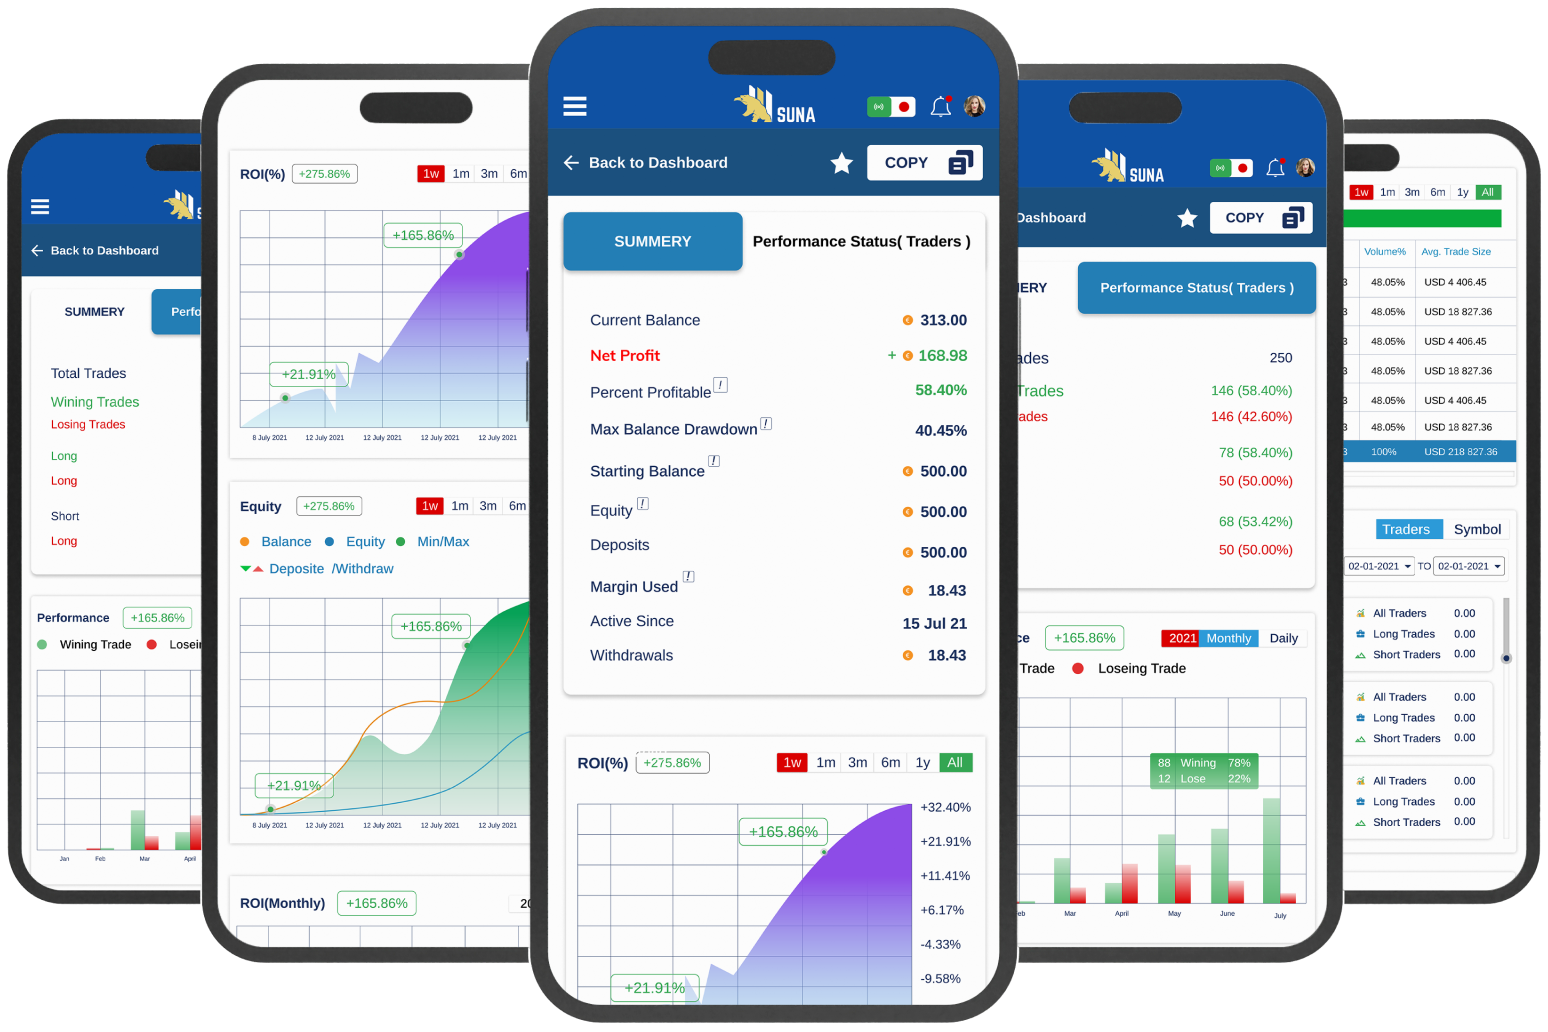 SU
Back to Dashboard
SUMMERY
Perfo
Total Trades
Wining Trades
Losing Trades
Long
Long
Short
Long
Performance +165.86%
Wining Trade Losei
Jan Feb Mar April
ROI(%) +275.86% 1w 1m 3m 6m
+165.86%
+21.91%
8 July 2021 12 July 2021 12 July 2021 12 July 2021 12 July 2021
Equity +275.86% 1w 1m 3m 6m
Balance Equity Min/Max
Deposite /Withdraw
+165.86%
+21.91%
8 July 2021 12 July 2021 12 July 2021 12 July 2021 12 July 2021
ROI(Monthly) +165.86% 20
SUNA
Back to Dashboard COPY
SUMMERY Performance Status( Traders )
Current Balance € 313.00
Net Profit + € 168.98
Percent Profitable ! 58.40%
Max Balance Drawdown ! 40.45%
Starting Balance ! € 500.00
Equity ! € 500.00
Deposits € 500.00
Margin Used ! € 18.43
Active Since 15 Jul 21
Withdrawals € 18.43
ROI(%) +275.86% 1w 1m 3m 6m 1y All
+32.40%
+165.86%
+21.91%
+11.41%
+6.17%
-4.33%
-9.58%
+21.91%
SUNA
Dashboard COPY
ERY Performance Status( Traders )
ades 250
Trades 146 (58.40%)
ades 146 (42.60%)
78 (58.40%)
50 (50.00%)
68 (53.42%)
50 (50.00%)
ce +165.86% 2021 Monthly Daily
Trade Loseing Trade
88 Wining 78%
12 Lose 22%
eb Mar April May June July
1w 1m 3m 6m 1y All
Volume% Avg. Trade Size
3 48.05% USD 4 406.45
3 48.05% USD 18 827.36
3 48.05% USD 4 406.45
3 48.05% USD 18 827.36
3 48.05% USD 4 406.45
3 48.05% USD 18 827.36
3 100% USD 218 827.36
Traders Symbol
02-01-2021 TO 02-01-2021
All Traders 0.00
Long Trades 0.00
Short Traders 0.00
All Traders 0.00
Long Trades 0.00
Short Traders 0.00
All Traders 0.00
Long Trades 0.00
Short Traders 0.00